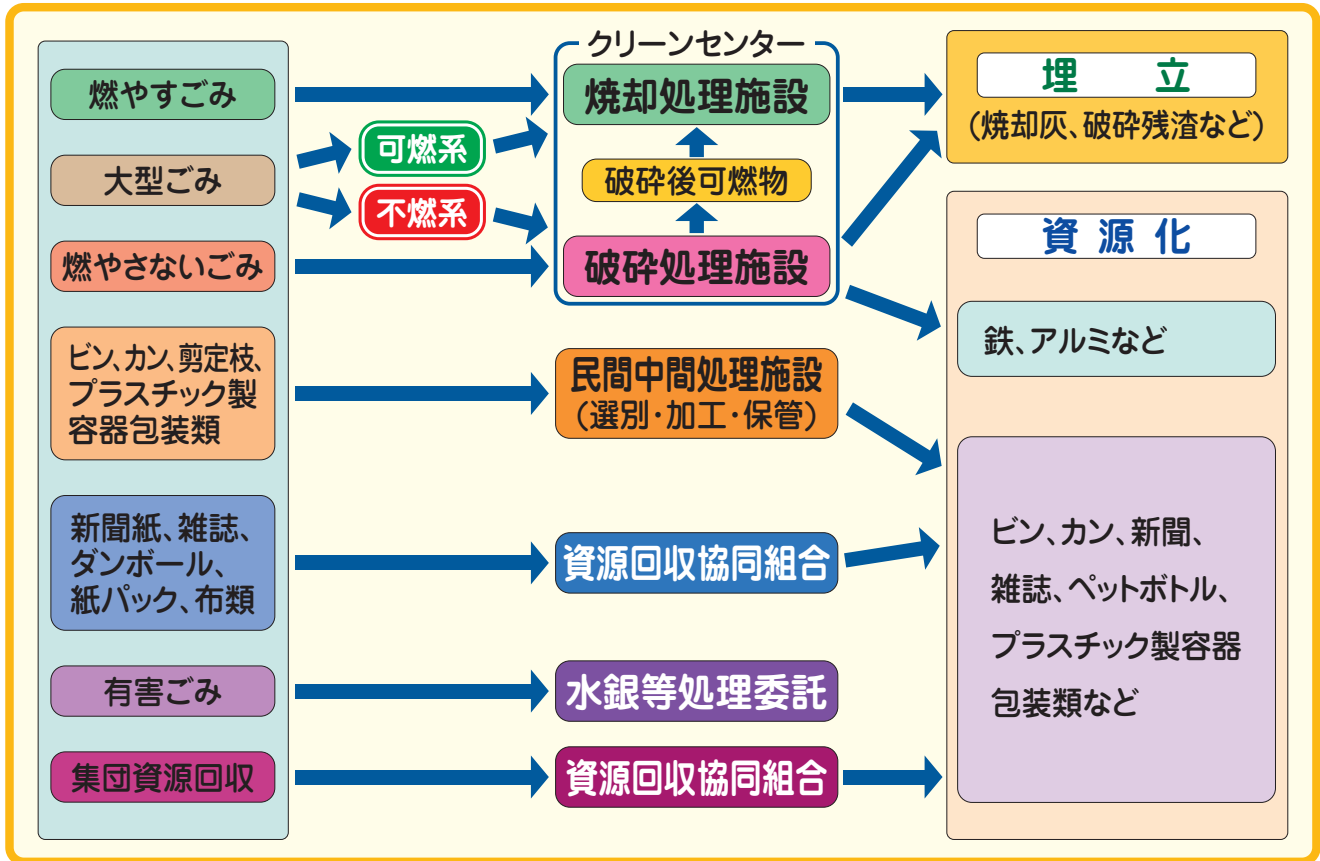 燃やすごみ
大型ごみ
可燃系
不燃系
燃やさないごみ
ビン、カン、剪定枝、
プラスチック製
容器包装類
新聞紙、雑誌、
ダンボール、
紙パック、布類
有害ごみ
集団資源回収
クリーンセンター
焼却処理施設
破砕後可燃物
破砕処理施設
民間中間処理施設
(選別・加工・保管)
資源回収協同組合
水銀等処理委託
資源回収協同組合
埋 立
(焼却灰、破砕残渣など)
資源化
鉄、アルミなど
ビン、カン、新聞、
雑誌、ペットボトル、
プラスチック製容器
包装類など